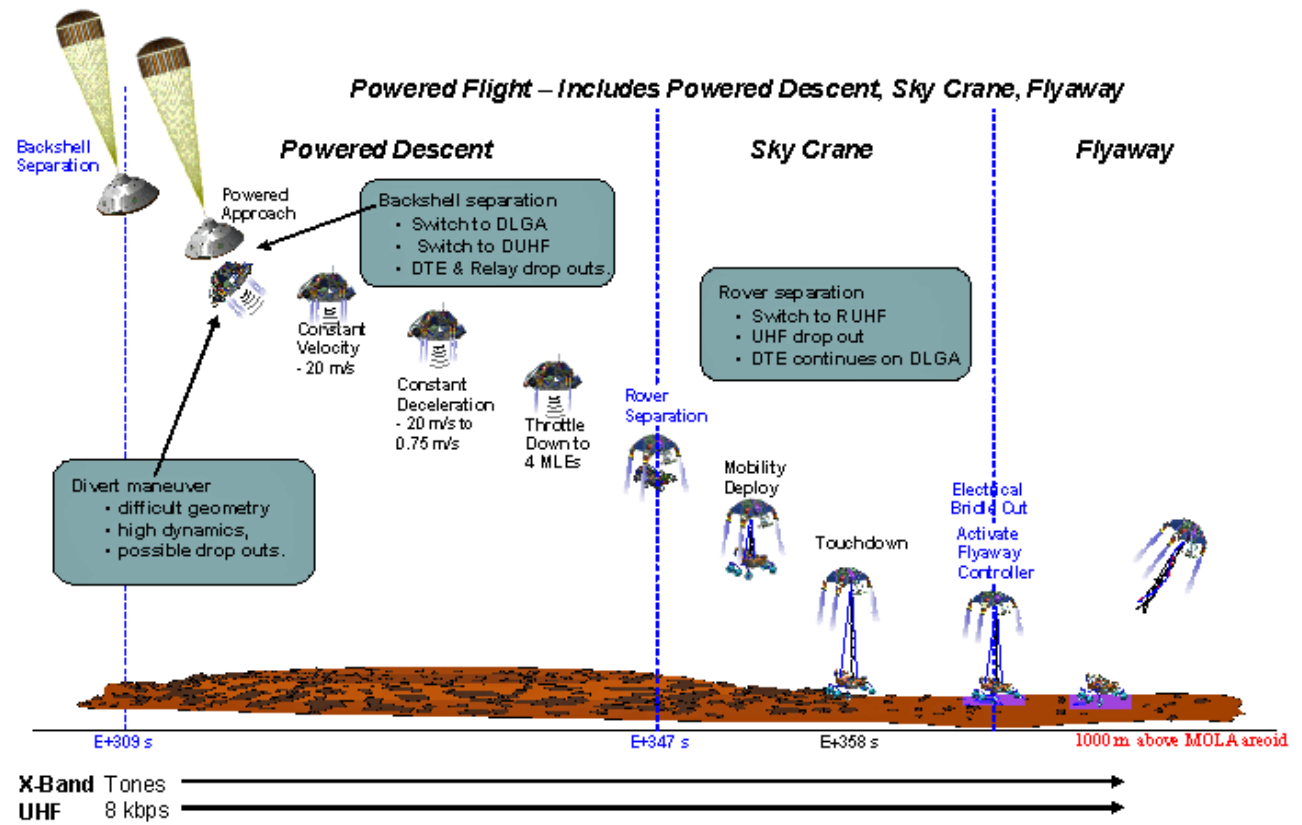 Powered Flight – Includes Powered Descent, Sky Crane, Flyaway
Powered Descent
Sky Crane
Flyaway
Backshell
Separation
Powered
Approach
Backshell separation
• Switch to DLGA
• Switch to DUHF
• DTE & Relay drop outs.
Constant
Velocity
- 20 m/s
Constant
Deceleration
- 20 m/s to
0.75 m/s
Throttle
Down to
4 MLEs
Divert maneuver
• difficult geometry
• high dynamics,
• possible drop outs.
Rover separation
• Switch to RUHF
• UHF drop out
• DTE continues on DLGA
Rover
Separation
Mobility
Deploy
Touchdown
Electrical
Bridle Cut
Activate
Flyaway
Controller
E+309 s
E+347 s
E+358 s
1000 m above MOLA areoid
X-Band Tones
UHF 8 kbps